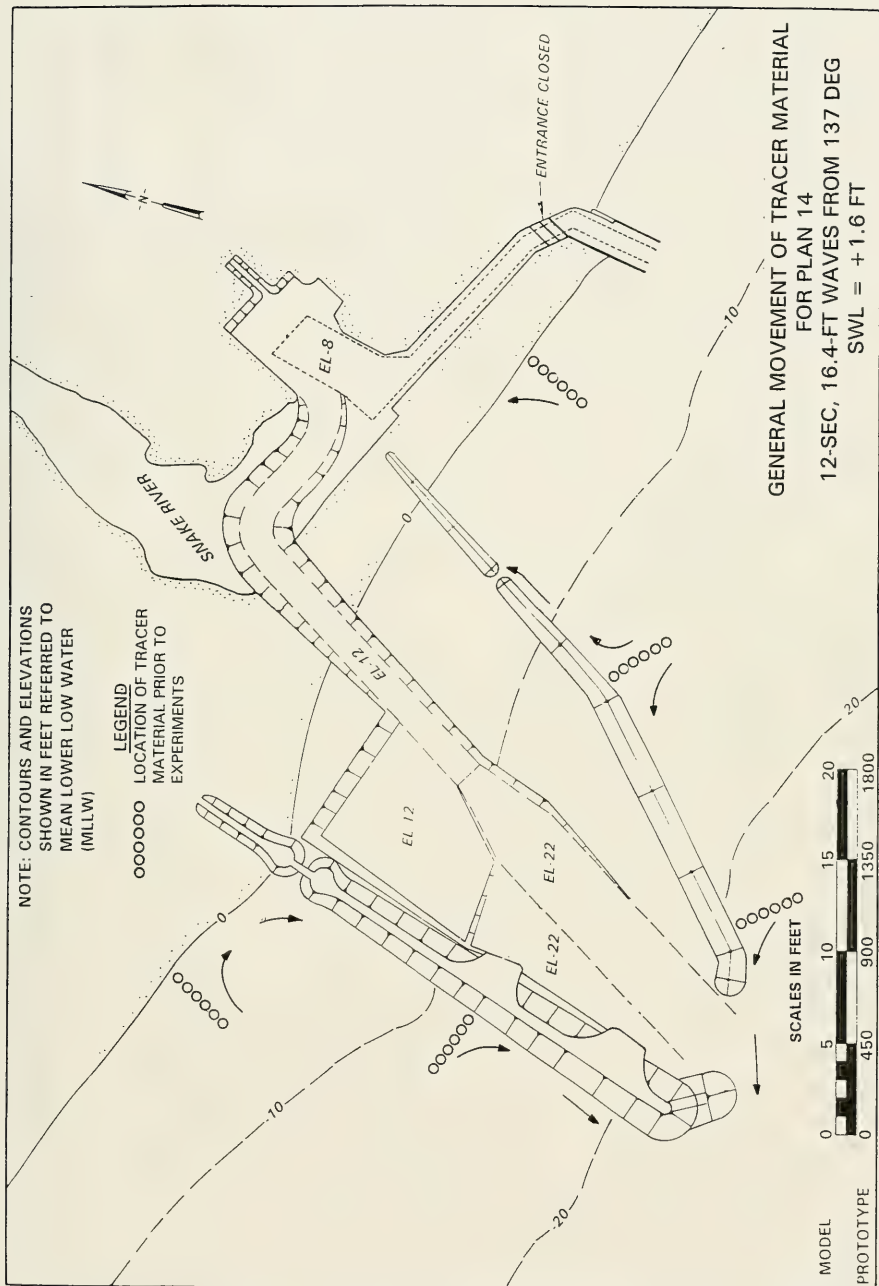 NOTE: CONTOURS AND ELEVATIONS
SHOWN IN FEET REFERRED TO
MEAN LOWER LOW WATER
(MLLW)
LEGEND
LOCATION OF TRACER
MATERIAL PRIOR TO
EXPERIMENTS
SNAKE RIVER
N
EL-8
ENTRANCE CLOSED
0
0
EL-12
EL 12
EL-22
EL-22
-10
-10
-20
-20
SCALES IN FEET
MODEL 0 5 10 15 20
PROTOTYPE 0 450 900 1350 1800
GENERAL MOVEMENT OF TRACER MATERIAL
FOR PLAN 14
12-SEC, 16.4-FT WAVES FROM 137 DEG
SWL = +1.6 FT